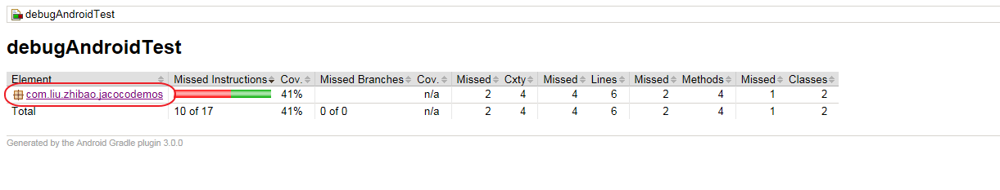 debugAndroidTest
debugAndroidTest
Element Missed Instructions Cov. Missed Branches Cov. Missed Cxty Missed Lines Missed Methods Missed Classes
com.liu.zhibao.jacocodemos 41% n/a 2 4 4 6 2 4 1 2
Total 10 of 17 41% 0 of 0 n/a 2 4 4 6 2 4 1 2
Generated by the Android Gradle plugin 3.0.0